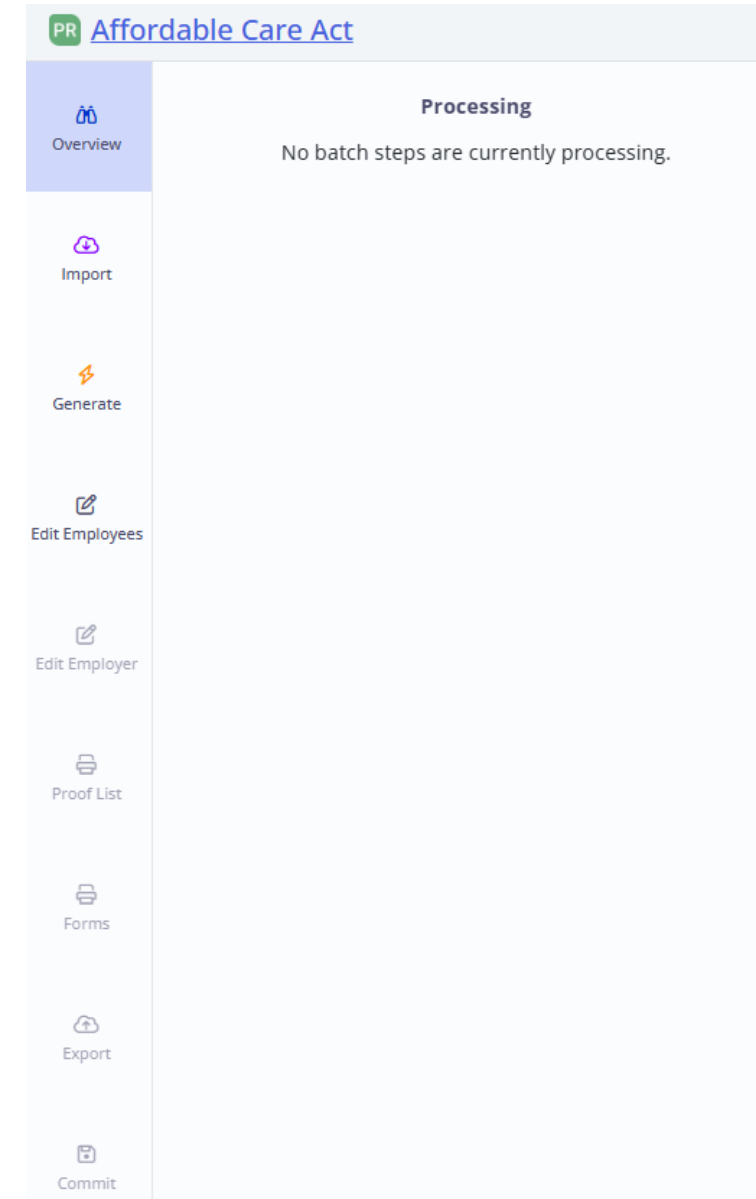 PR Affordable Care Act
Processing
No batch steps are currently processing.
Overview
Import
Generate
Edit Employees
Edit Employer
Proof List
Forms
Export
Commit